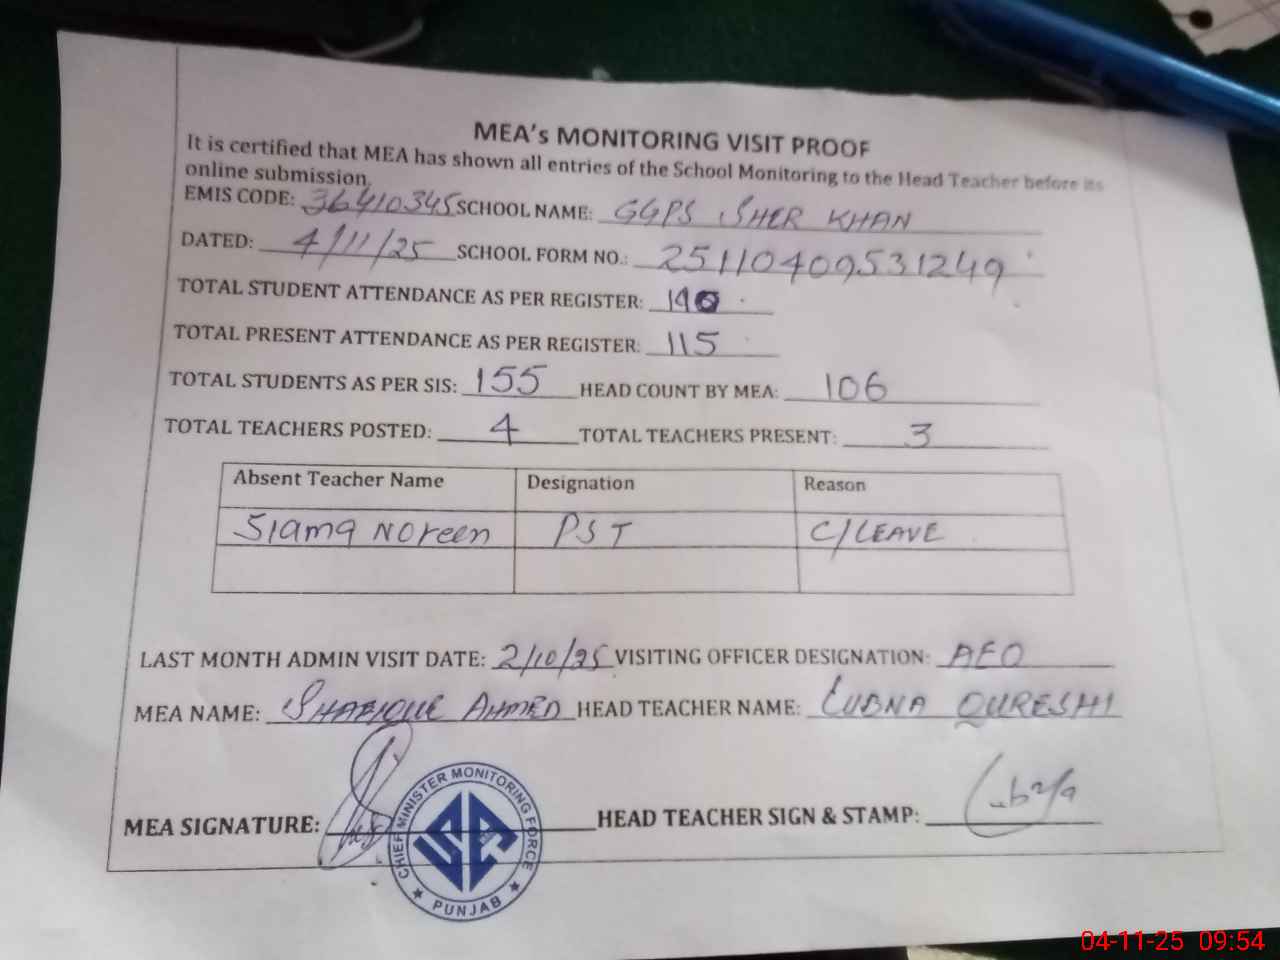 MEA's MONITORING VISIT PROOF
It is certified that MEA has shown all entries of the School Monitoring to the Head Teacher before its
online submission.
EMIS CODE: 36410345 SCHOOL NAME: GGPS SHER KHAN
DATED: 4/11/25 SCHOOL FORM NO.: 25110409531249
TOTAL STUDENT ATTENDANCE AS PER REGISTER:
TOTAL PRESENT ATTENDANCE AS PER REGISTER: 115
TOTAL STUDENTS AS PER SIS: 155 HEAD COUNT BY MEA: 106
TOTAL TEACHERS POSTED: 4 TOTAL TEACHERS PRESENT: 3
Absent Teacher Name Designation Reason
Noreen PST C/LEAVE
LAST MONTH ADMIN VISIT DATE: 2/10/25 VISITING OFFICER DESIGNATION: AEO
MEA NAME: AHMED HEAD TEACHER NAME: LUBNA QURESHI
MEA SIGNATURE: HEAD TEACHER SIGN & STAMP:
CHIEF MINISTER MONITORING FORCE
PUNJAB
04-11-25 09:54